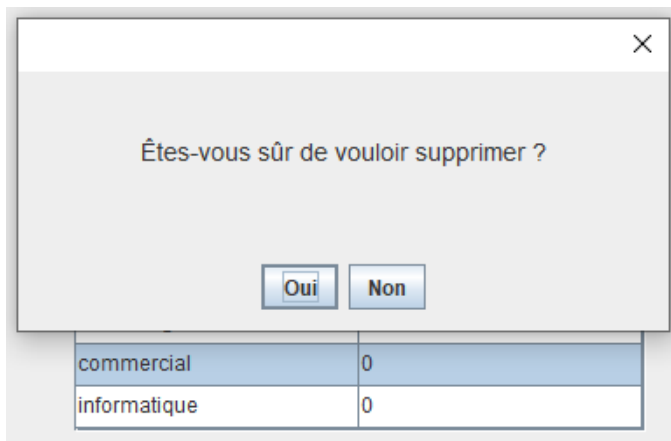 Êtes-vous sûr de vouloir supprimer ?
Oui Non
commercial 0
informatique 0